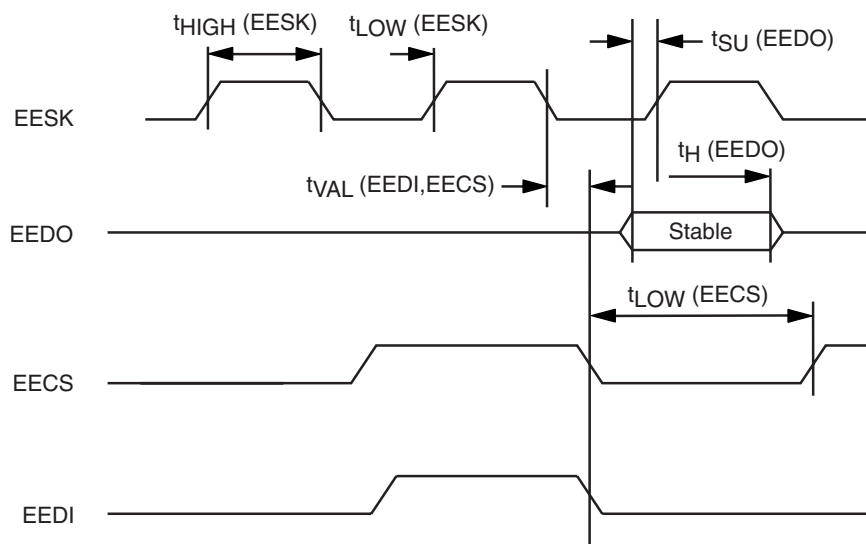 tHIGH (EESK)
tLOW (EESK)
tSU (EEDO)
EESK
tH (EEDO)
tVAL (EEDI,EECS)
EEDO
Stable
tLOW (EECS)
EECS
EEDI